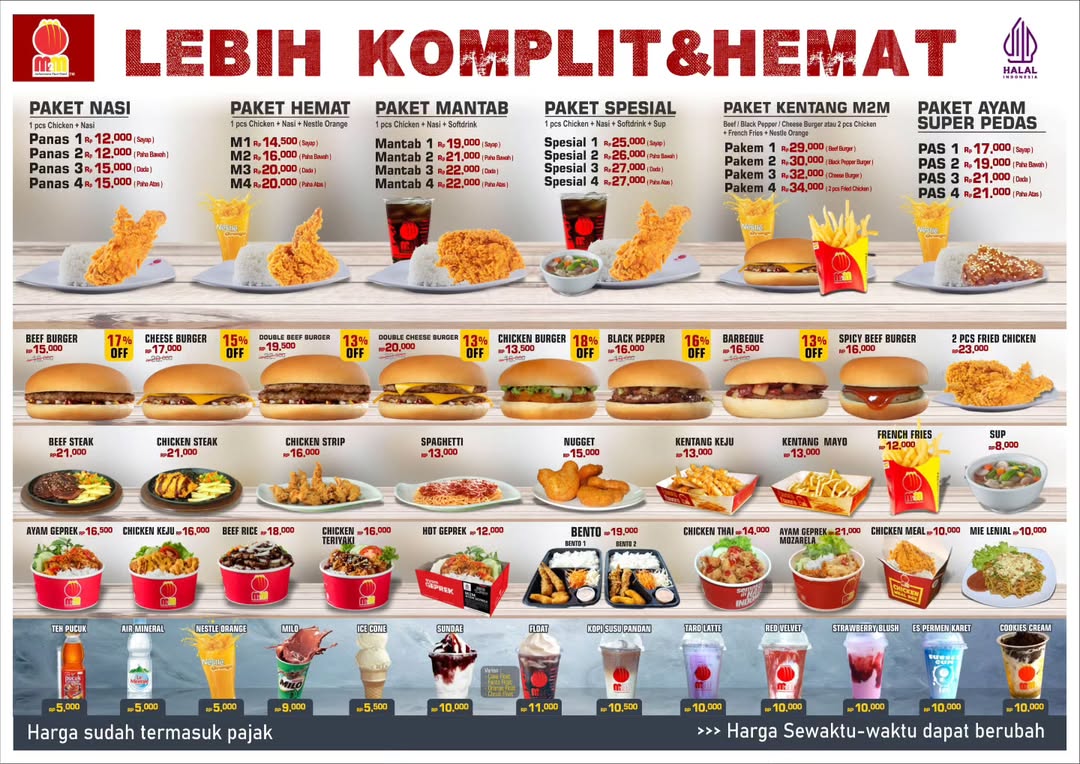 M2M
Indonesia Fast Food
TM
LEBIH KOMPLIT&HEMAT
HALAL
INDONESIA
PAKET NASI
1 pcs Chicken + Nasi
Panas 1 Rp 12,000 (Sayap)
Panas 2 Rp 12,000 (Paha Bawah)
Panas 3 Rp 15,000 (Dada)
Panas 4 Rp 15,000 (Paha Atas)
PAKET HEMAT
1 pcs Chicken + Nasi + Nestle Orange
M1 Rp 14,500 (Sayap)
M2 Rp 16,000 (Paha Bawah)
M3 Rp 20,000 (Dada)
M4 Rp 20,000 (Paha Atas)
PAKET MANTAB
1 pcs Chicken + Nasi + Softdrink
Mantab 1 Rp 19,000 (Sayap)
Mantab 2 Rp 21,000 (Paha Bawah)
Mantab 3 Rp 22,000 (Dada)
Mantab 4 Rp 22,000 (Paha Atas)
PAKET SPESIAL
1 pcs Chicken + Nasi + Softdrink + Sup
Spesial 1 Rp 25,000 (Sayap)
Spesial 2 Rp 26,000 (Paha Bawah)
Spesial 3 Rp 27,000 (Dada)
Spesial 4 Rp 27,000 (Paha Atas)
PAKET KENTANG M2M
Beef / Black Pepper / Cheese Burger atau 2 pcs Chicken
+ French Fries + Nestle Orange
Pakem 1 Rp 29,000 (Beef Burger)
Pakem 2 Rp 30,000 (Black Pepper Burger)
Pakem 3 Rp 32,000 (Cheese Burger)
Pakem 4 Rp 34,000 (2 pcs Fried Chicken)
PAKET AYAM
SUPER PEDAS
PAS 1 Rp 17,000 (Sayap)
PAS 2 Rp 19,000 (Paha Bawah)
PAS 3 Rp 21,000 (Dada)
PAS 4 Rp 21,000 (Paha Atas)
BEEF BURGER
RP 15,000
17% OFF
CHEESE BURGER
RP 17,000
20,000
15% OFF
DOUBLE BEEF BURGER
RP 19,500
22,500
13% OFF
DOUBLE CHEESE BURGER
RP 20,000
13% OFF
CHICKEN BURGER
RP 13,500
18% OFF
BLACK PEPPER
RP 16,000
16% OFF
BARBEQUE
RP 16,500
13% OFF
SPICY BEEF BURGER
RP 16,000
2 PCS FRIED CHICKEN
RP 23,000
BEEF STEAK
RP 21,000
CHICKEN STEAK
RP 21,000
CHICKEN STRIP
RP 16,000
SPAGHETTI
RP 13,000
NUGGET
RP 15,000
KENTANG KEJU
RP 13,000
KENTANG MAYO
RP 13,000
FRENCH FRIES
RP 12,000
SUP
RP 8,000
AYAM GEPREK RP 16,500
CHICKEN KEJU RP 16,000
BEEF RICE RP 18,000
CHICKEN TERIYAKI RP 16,000
HOT GEPREK RP 12,000
BENTO RP 19,000
BENTO 1
BENTO 2
CHICKEN THAI RP 14,000
AYAM GEPREK MOZARELA RP 21,000
CHICKEN MEAL RP 10,000
MIE LENIAL RP 10,000
TEH PUCUK
RP 5,000
AIR MINERAL
RP 5,000
NESTLE ORANGE
RP 5,000
MILO
RP 9,000
ICE CONE
RP 5,500
SUNDAE
RP 10,000
FLOAT
RP 11,000
Varian
- Coke Float
- Fanta Float
- Orange Float
KOPI SUSU PANDAN
RP 10,500
TARO LATTE
RP 10,000
RED VELVET
RP 10,000
STRAWBERRY BLUSH
RP 10,000
ES PERMEN KARET
RP 10,000
COOKIES CREAM
RP 10,000
Harga sudah termasuk pajak
>>> Harga Sewaktu-waktu dapat berubah